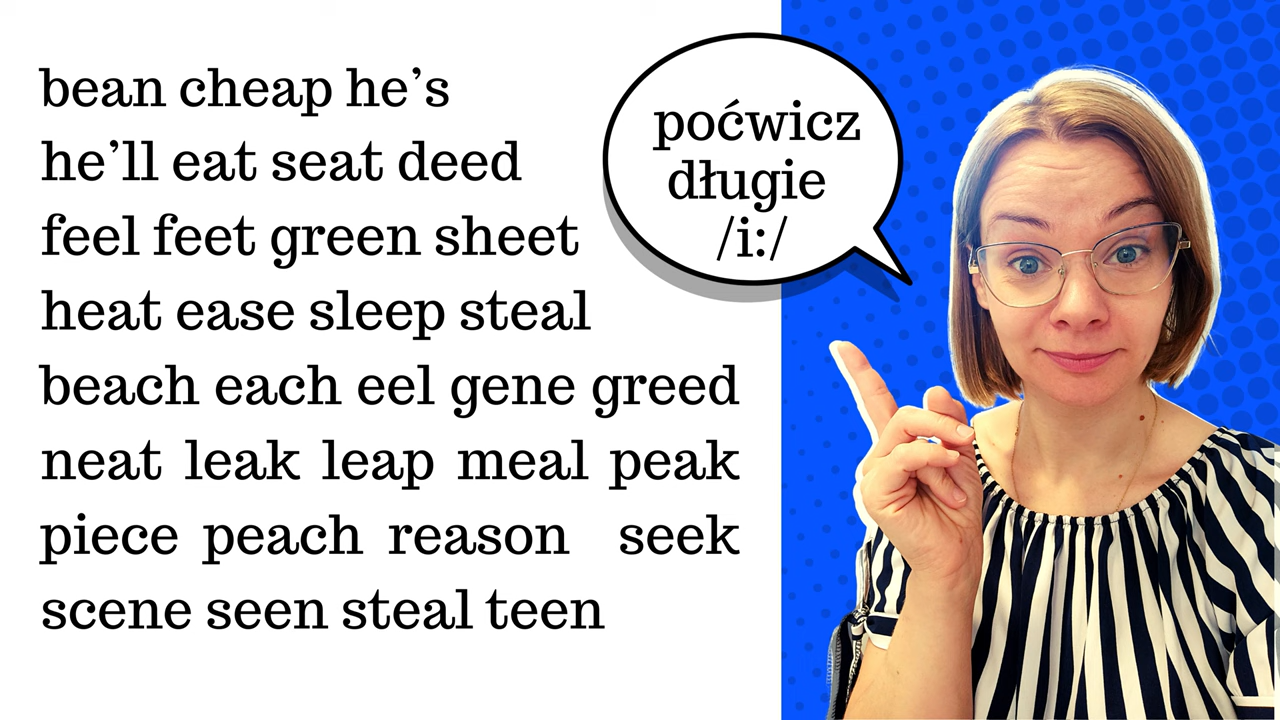 bean cheap he’s
he’ll eat seat deed
feel feet green sheet
heat ease sleep steal
beach each eel gene greed
neat leak leap meal peak
piece peach reason seek
scene seen steal teen
poćwicz
długie
/i:/